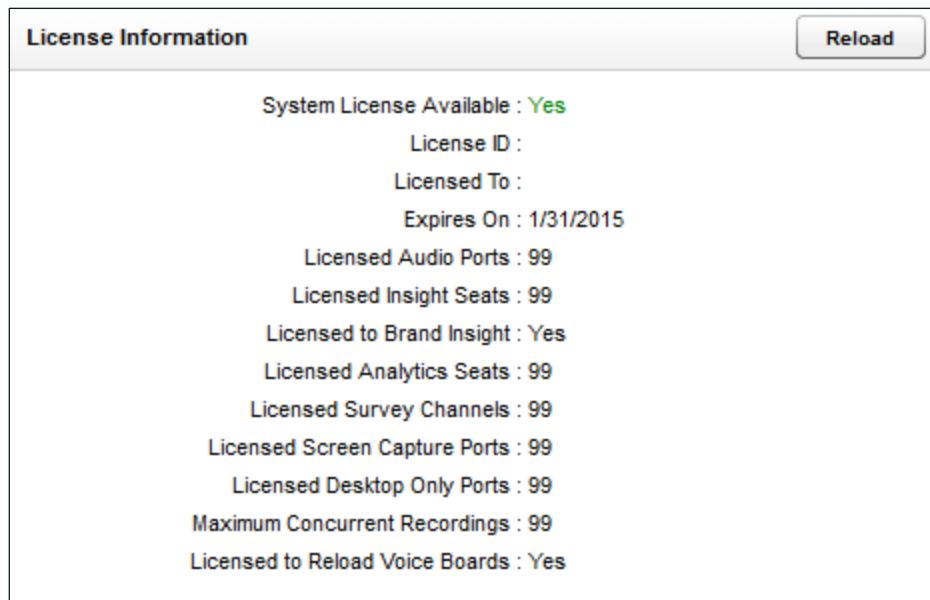 License Information
Reload
System License Available : Yes
License ID :
Licensed To :
Expires On : 1/31/2015
Licensed Audio Ports : 99
Licensed Insight Seats : 99
Licensed to Brand Insight : Yes
Licensed Analytics Seats : 99
Licensed Survey Channels : 99
Licensed Screen Capture Ports : 99
Licensed Desktop Only Ports : 99
Maximum Concurrent Recordings : 99
Licensed to Reload Voice Boards : Yes